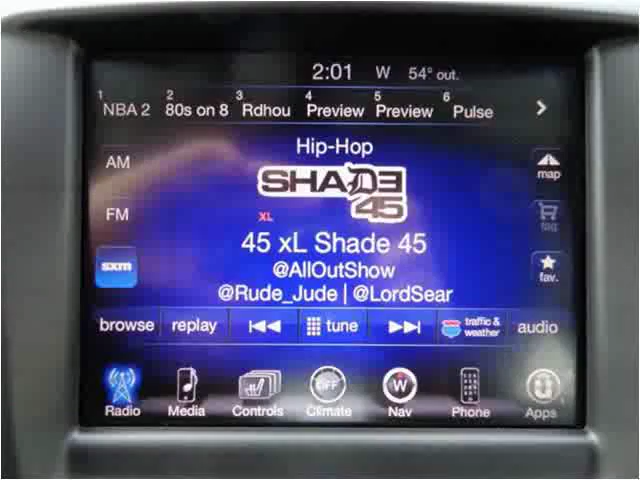 2:01 W 54° out.
1 NBA 2 2 80s on 8 3 Rdhou 4 Preview 5 Preview 6 Pulse >
Hip-Hop
AM
map
SHADE
45
FM
XL
tag
45 xL Shade 45
sxm
@AllOutShow
fav.
@Rude_Jude | @LordSear
browse replay tune traffic & weather audio
OFF W
Radio Media Controls Climate Nav Phone Apps